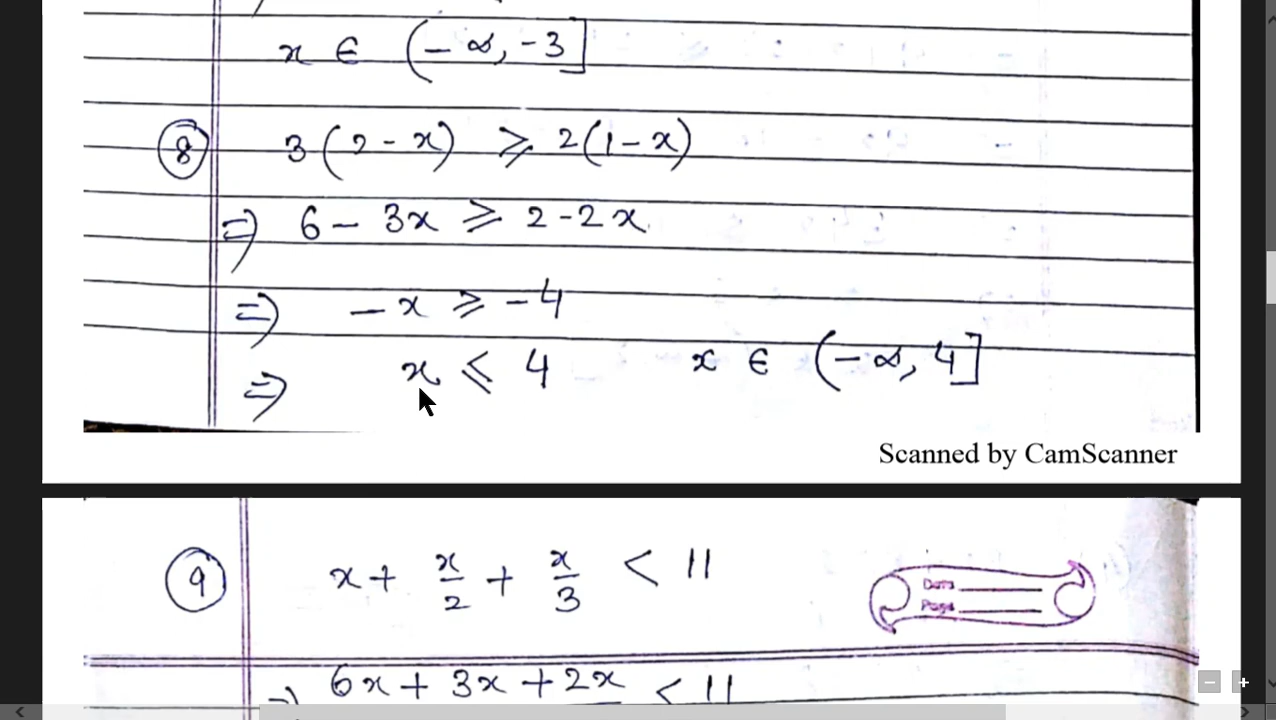 x ∈ (-∞, -3]
8 3(2-x) ⩾ 2(1-x)
⇒ 6-3x ⩾ 2-2x
⇒ -x ⩾ -4
⇒ x ⩽ 4 x ∈ (-∞, 4]
Scanned by CamScanner
9 x + x/2 + x/3 < 11
Date
Page
⇒ 6x + 3x + 2x < 11